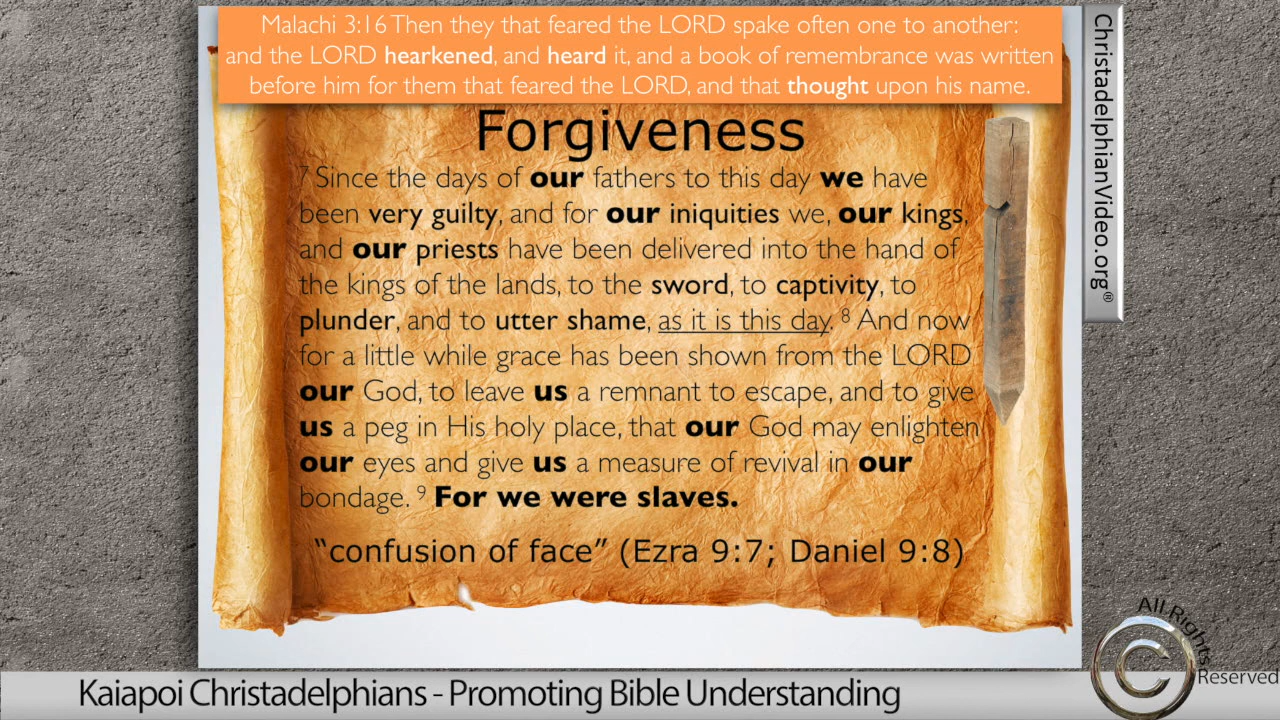 Malachi 3:16 Then they that feared the LORD spake often one to another:
and the LORD hearkened, and heard it, and a book of remembrance was written
before him for them that feared the LORD, and that thought upon his name.
Forgiveness
7 Since the days of our fathers to this day we have
been very guilty, and for our iniquities we, our kings,
and our priests have been delivered into the hand of
the kings of the lands, to the sword, to captivity, to
plunder, and to utter shame, as it is this day. 8 And now
for a little while grace has been shown from the LORD
our God, to leave us a remnant to escape, and to give
us a peg in His holy place, that our God may enlighten
our eyes and give us a measure of revival in our
bondage. 9 For we were slaves.
“confusion of face” (Ezra 9:7; Daniel 9:8)
ChristadelphianVideo.org®
All Rights
C
Reserved
Kaiapoi Christadelphians - Promoting Bible Understanding